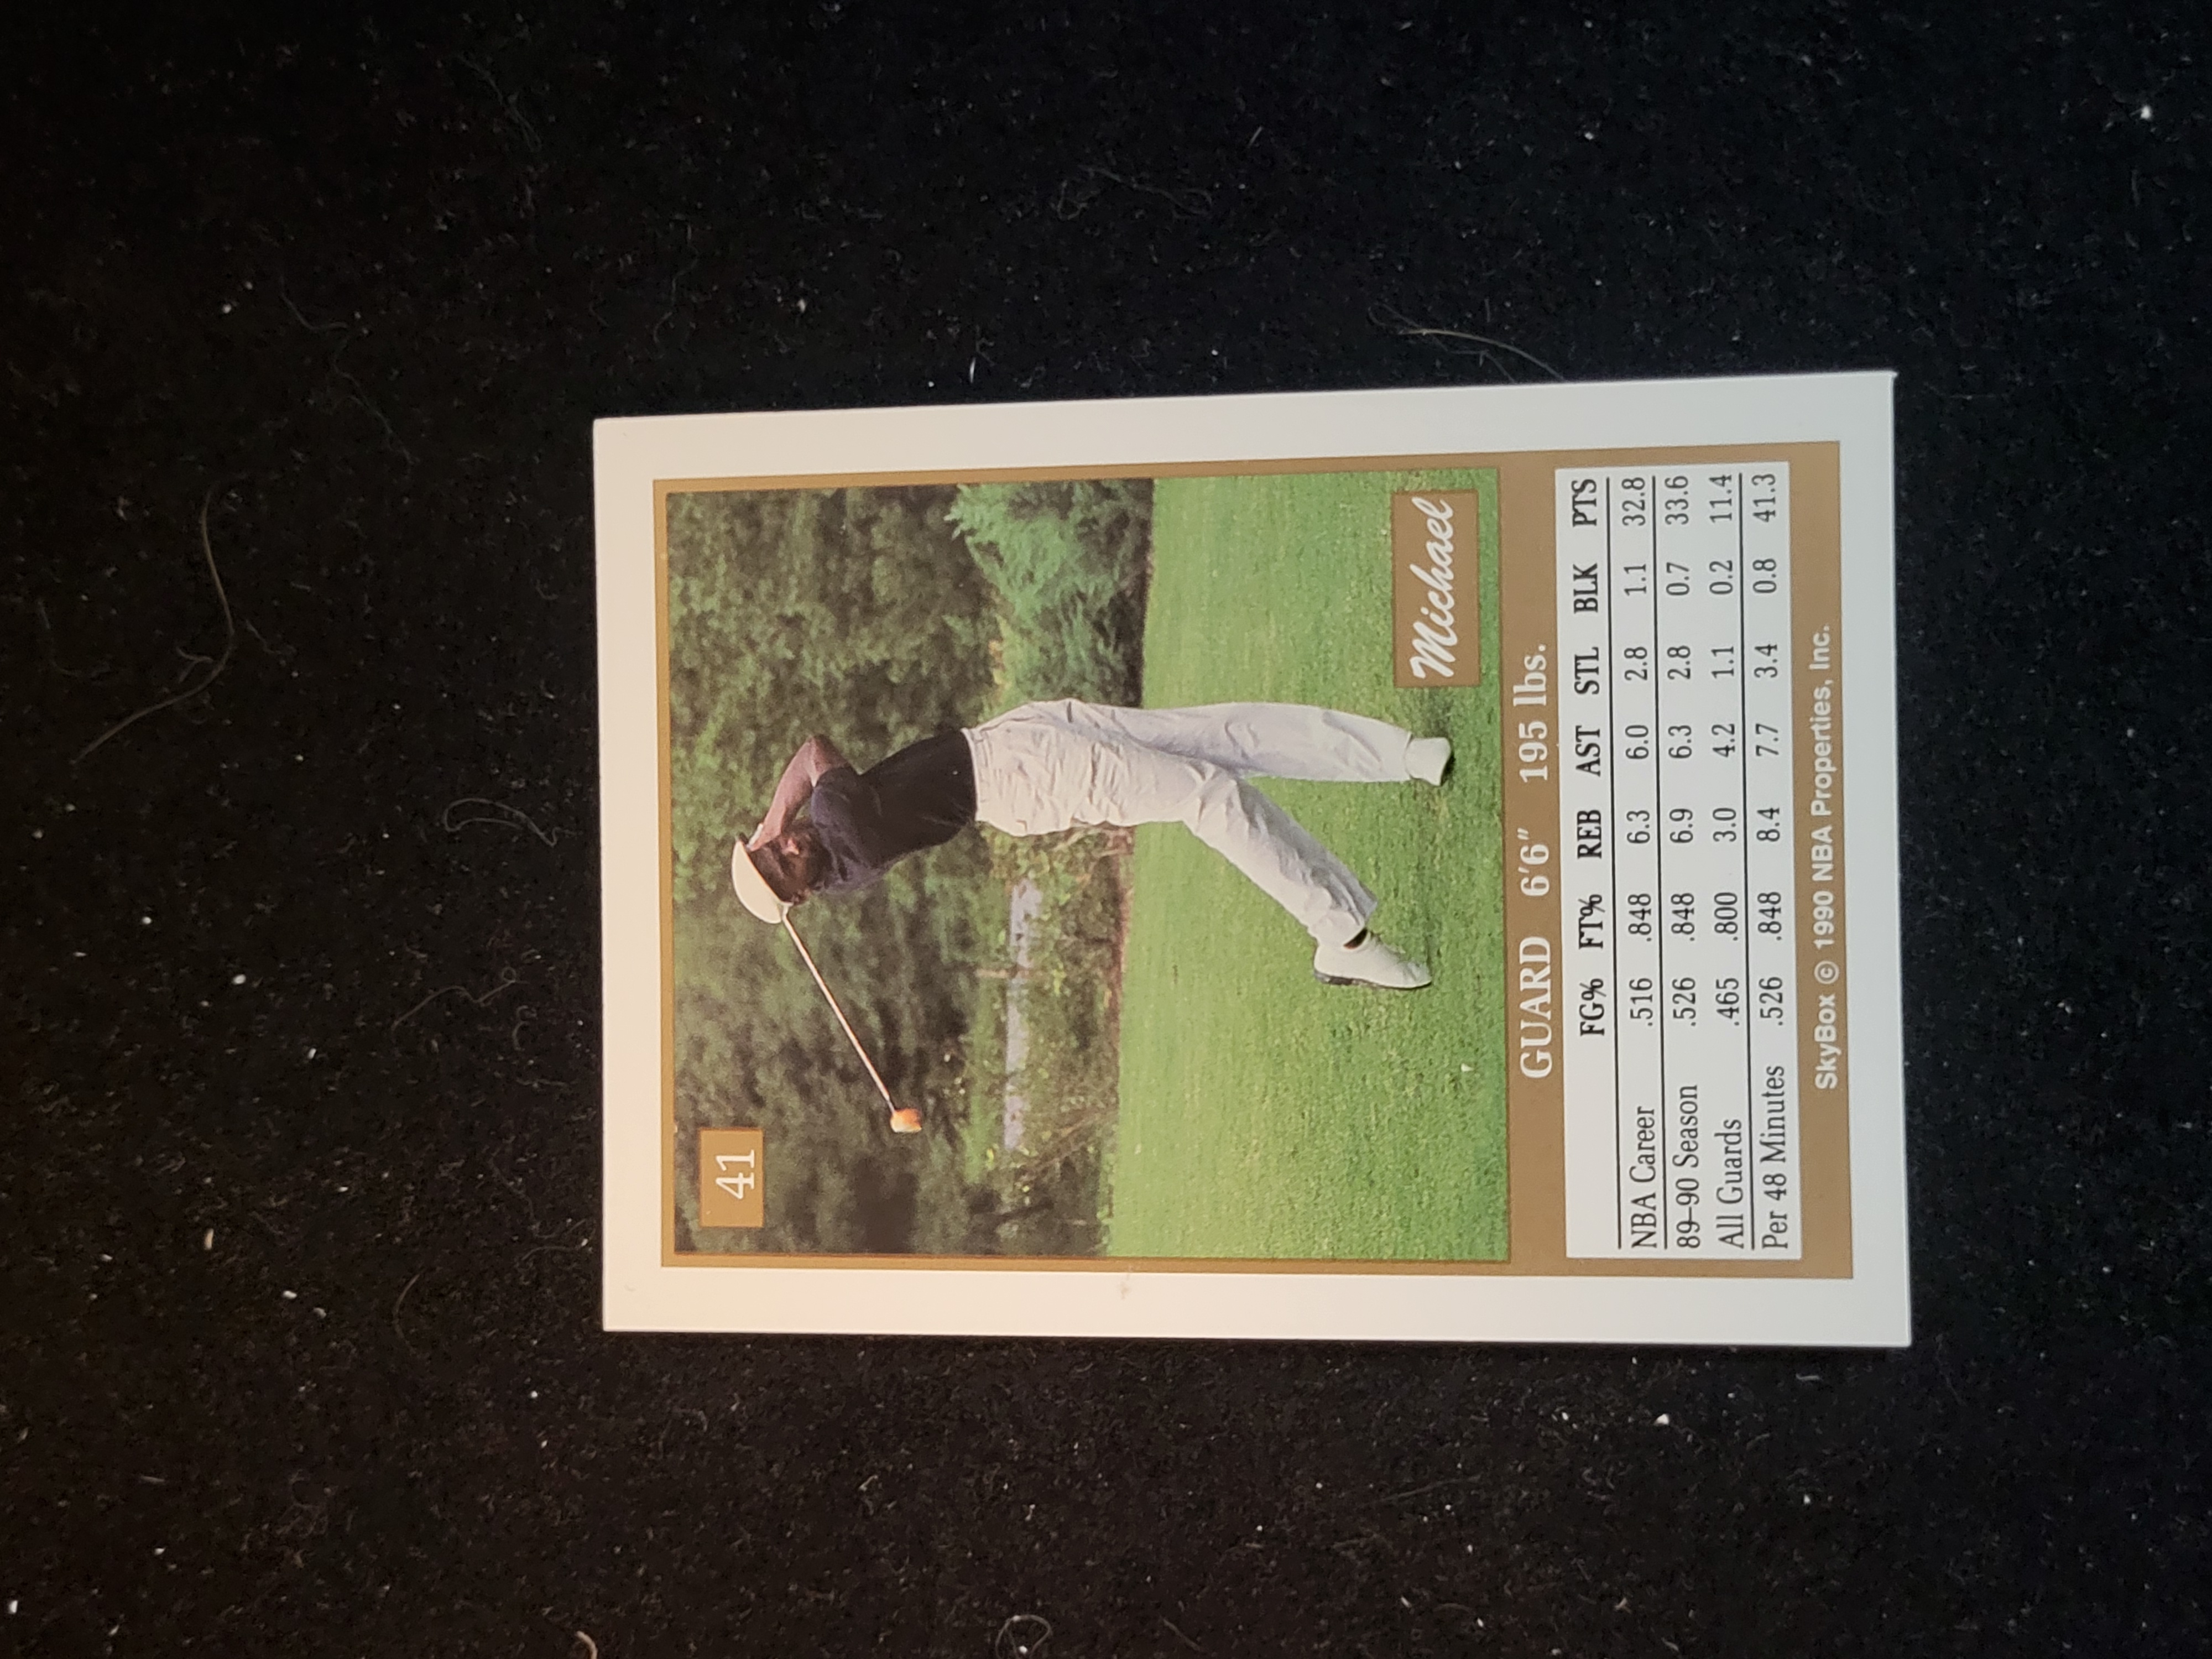 41
Michael
GUARD 6'6" 195 lbs.
FG% FT% REB AST STL BLK PTS
NBA Career .516 .848 6.3 6.0 2.8 1.1 32.8
89–90 Season .526 .848 6.9 6.3 2.8 0.7 33.6
All Guards .465 .800 3.0 4.2 1.1 0.2 11.4
Per 48 Minutes .526 .848 8.4 7.7 3.4 0.8 41.3
SkyBox © 1990 NBA Properties, Inc.